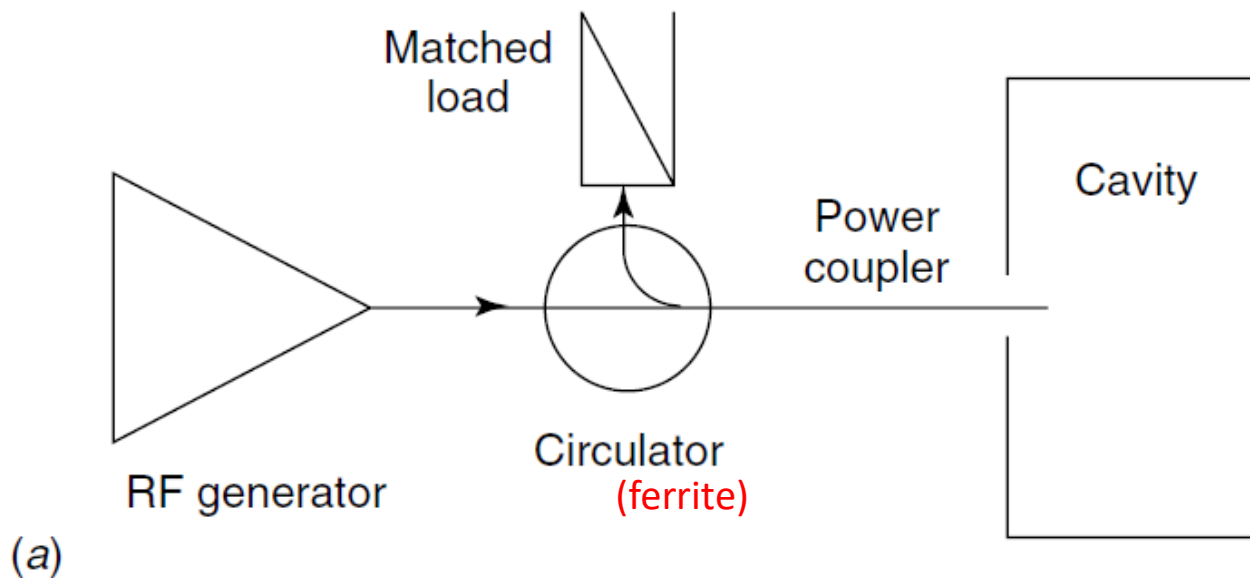 Matched
load
Cavity
Power
coupler
Circulator
(ferrite)
RF generator
(a)